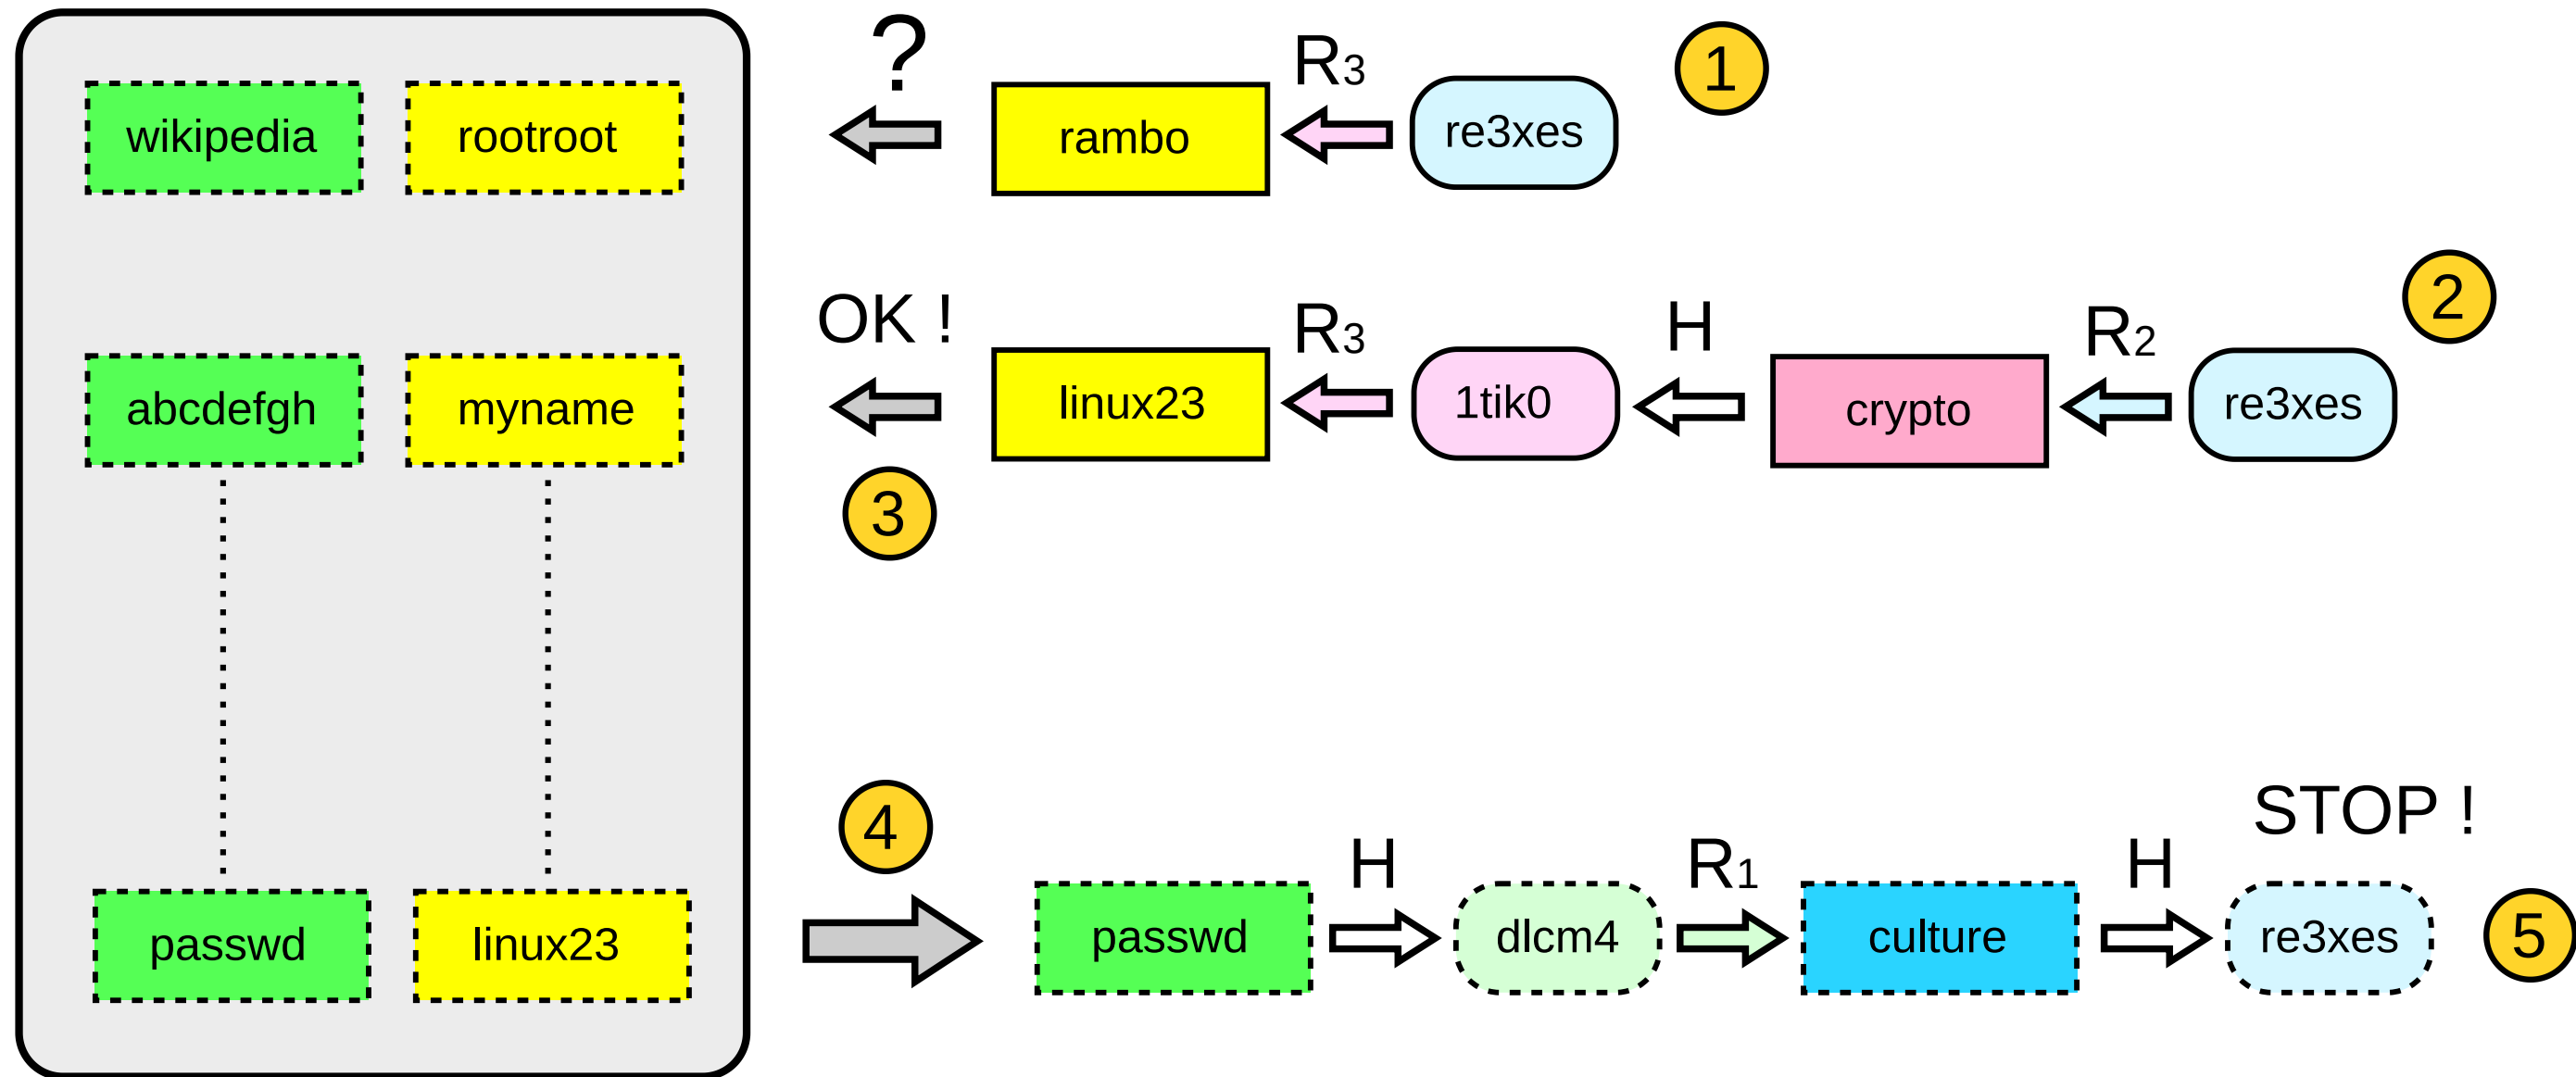 wikipedia rootroot ? rambo R3 re3xes 1
abcdefgh myname OK ! linux23 R3 1tik0 H crypto R2 re3xes 2
3
4
passwd linux23 passwd H dlcm4 R1 culture H re3xes STOP ! 5